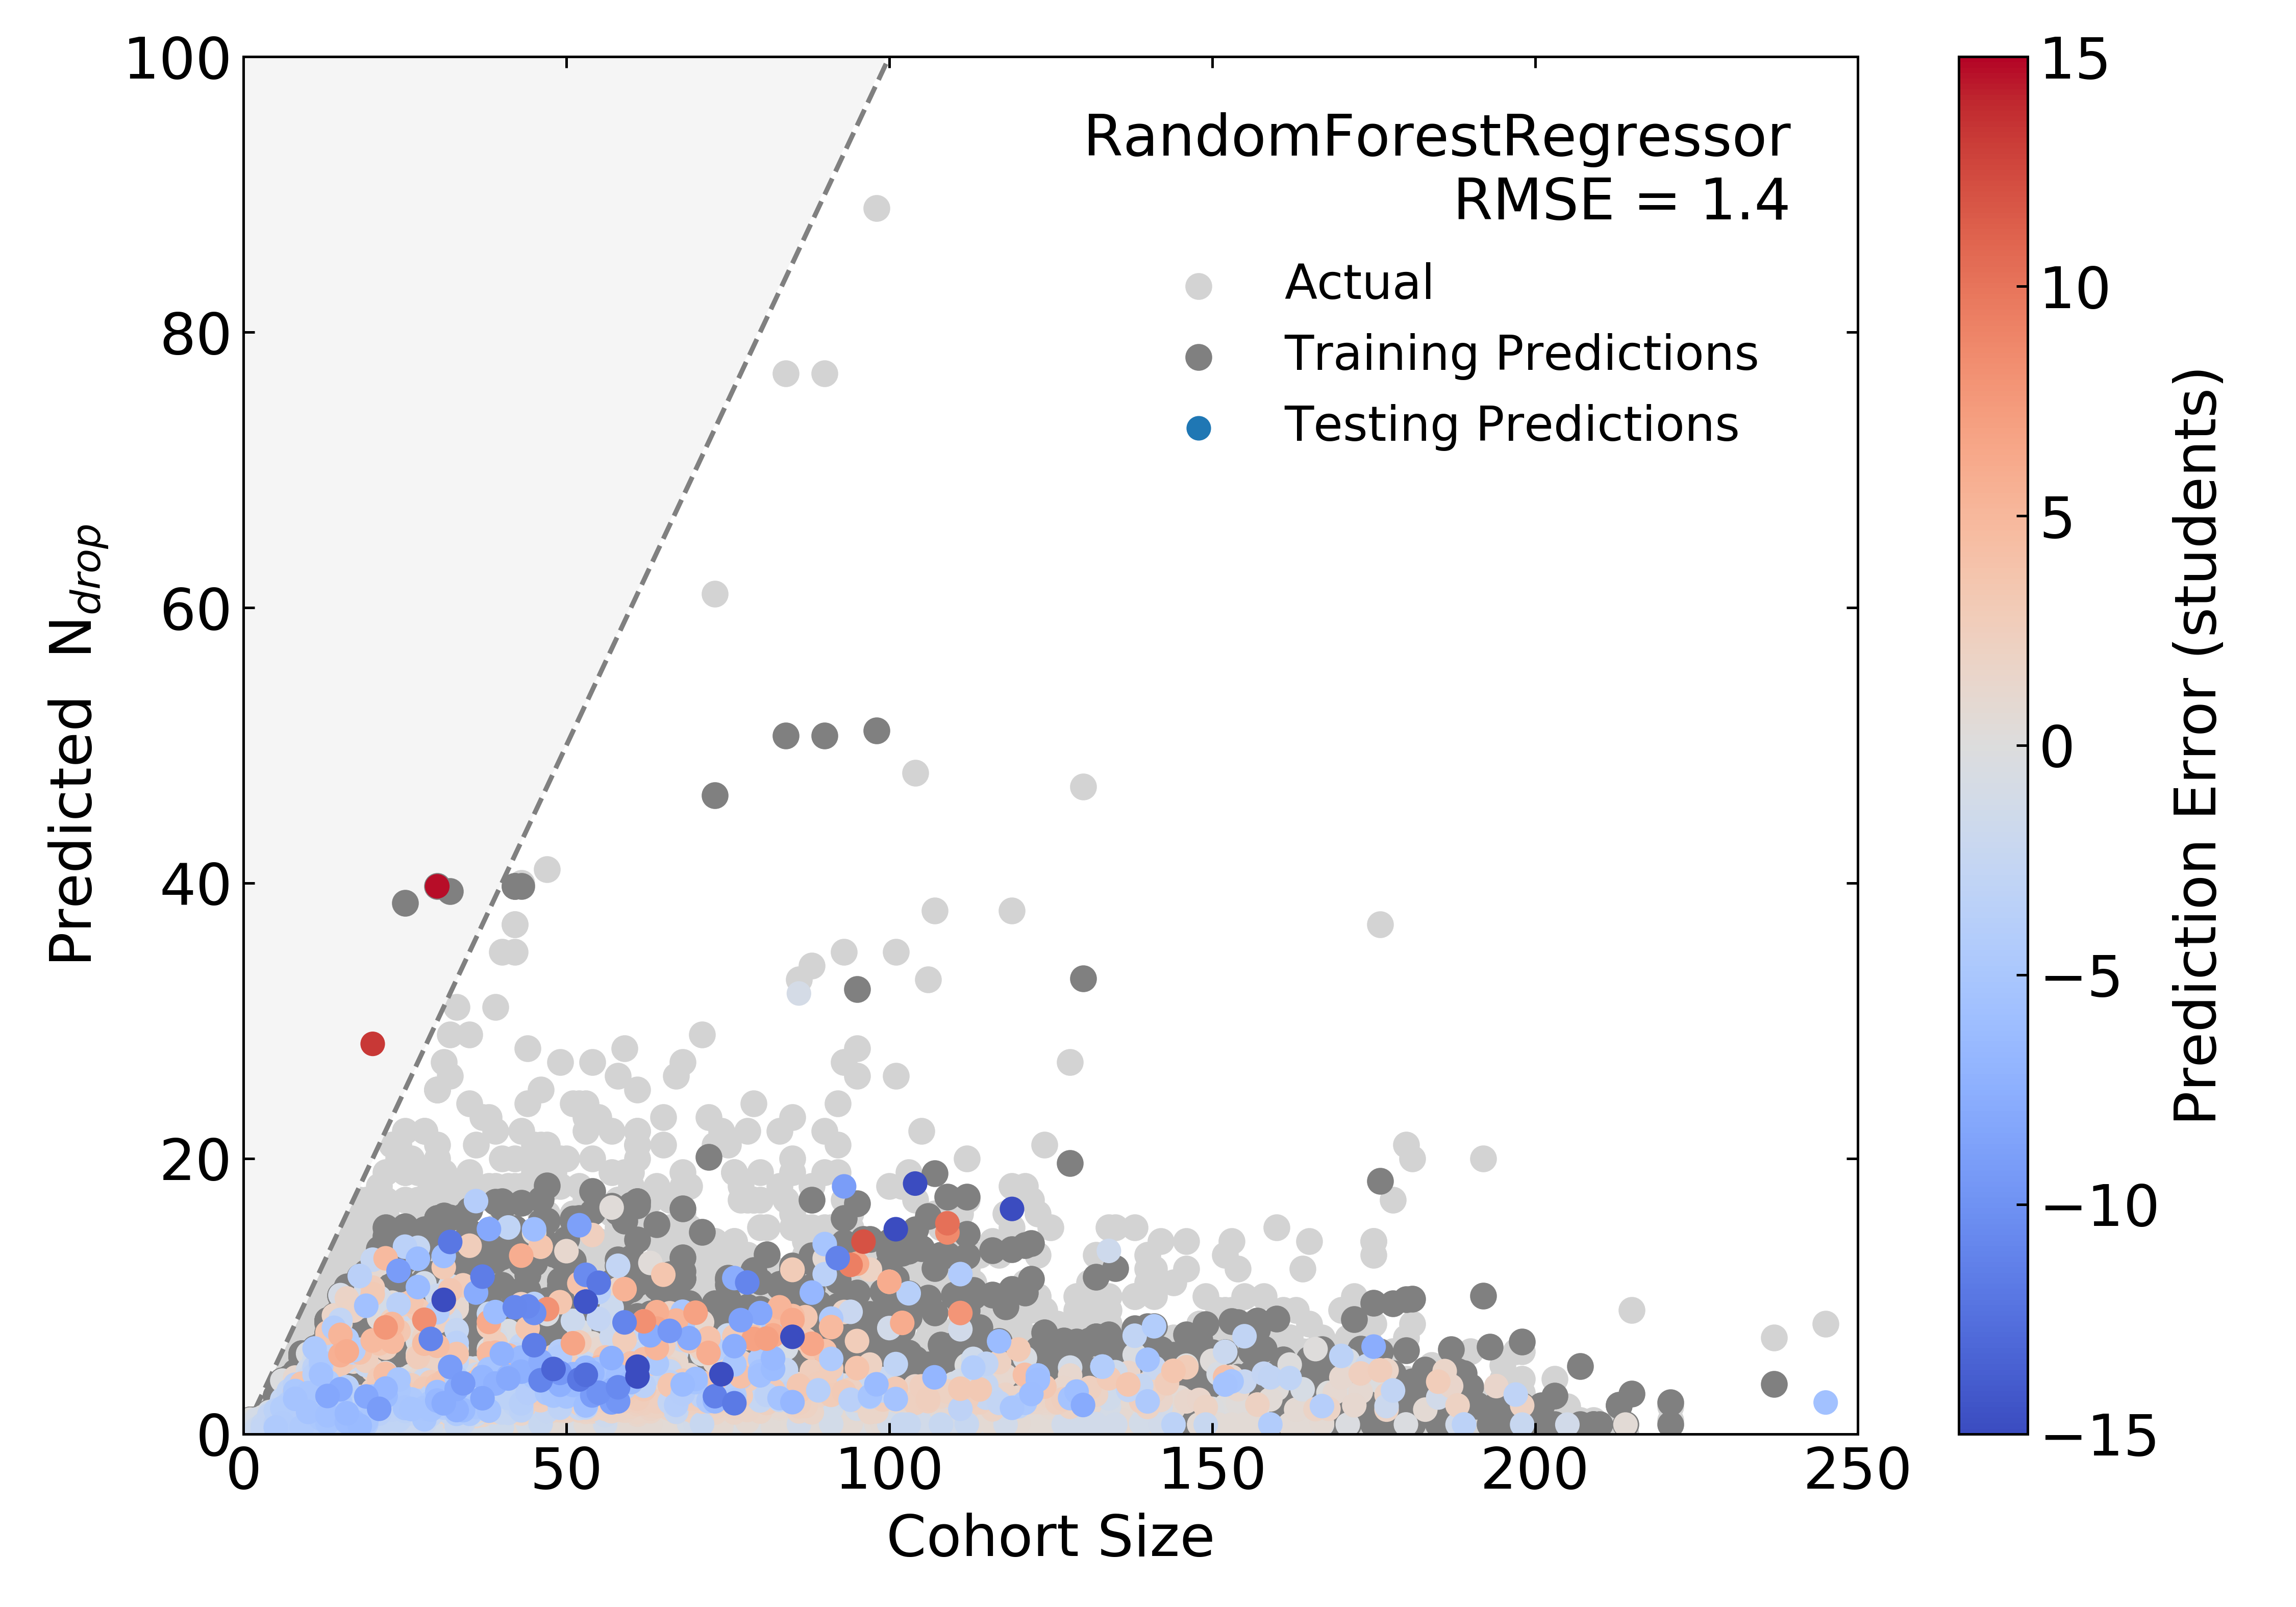 100
80
60
40
20
0
Predicted N_drop
0 50 100 150 200 250
Cohort Size
RandomForestRegressor
RMSE = 1.4
Actual
Training Predictions
Testing Predictions
15
10
5
0
−5
−10
−15
Prediction Error (students)